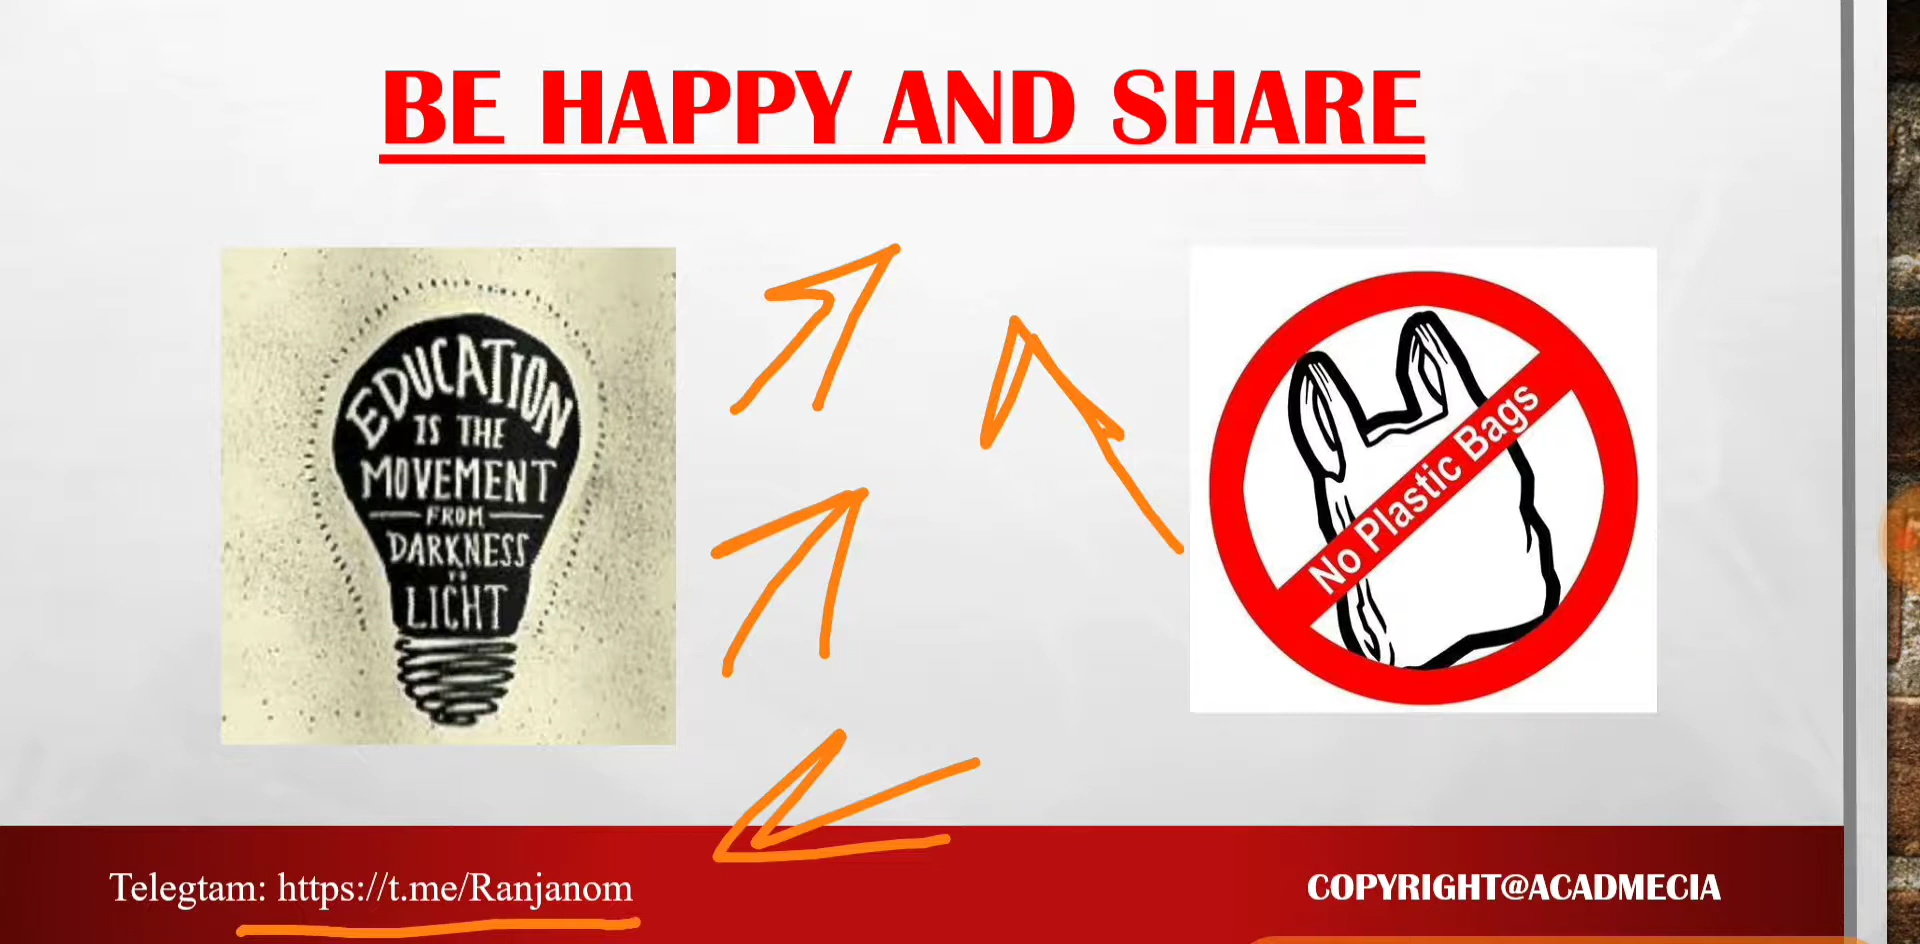 BE HAPPY AND SHARE
EDUCATION
IS THE
MOVEMENT
FROM
DARKNESS
TO
LIGHT
No Plastic Bags
Telegtam: https://t.me/Ranjanom
COPYRIGHT@ACADMECIA